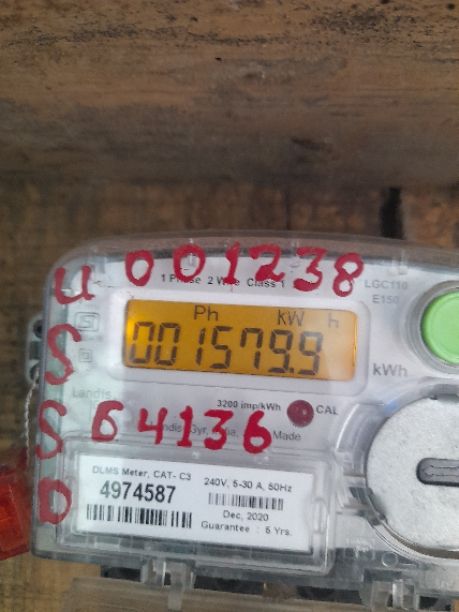 001238
1 Phase 2 Wire Class 1
LGC110
E150
u
S
S
D
Ph kW h
001579.9
kWh
3200 imp/kWh CAL
Landis
64136
Made
DLMS Meter, CAT- C3
4974587
240V, 5-30 A, 50Hz
Dec, 2020
Guarantee : 5 Yrs.